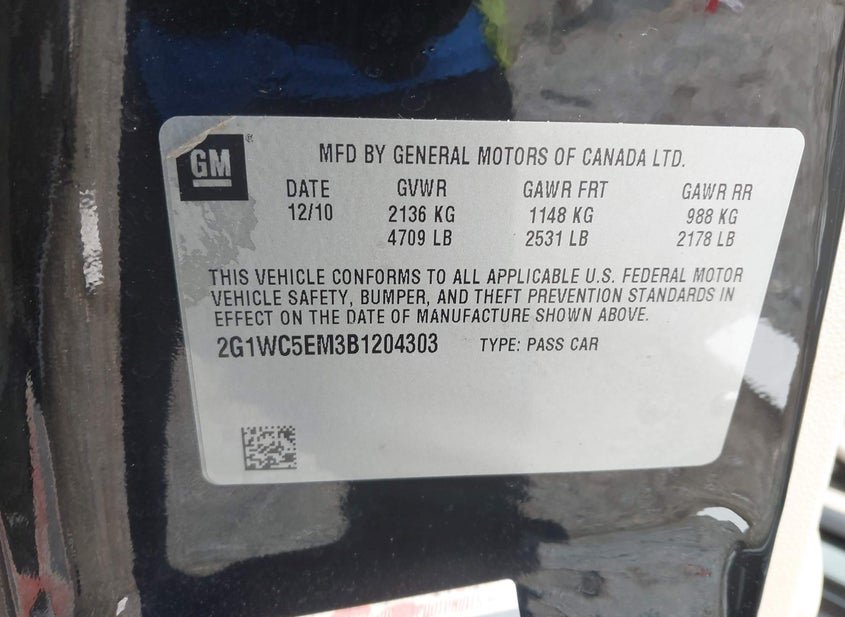 GM ®
MFD BY GENERAL MOTORS OF CANADA LTD.
DATE GVWR GAWR FRT GAWR RR
12/10 2136 KG 1148 KG 988 KG
4709 LB 2531 LB 2178 LB
THIS VEHICLE CONFORMS TO ALL APPLICABLE U.S. FEDERAL MOTOR
VEHICLE SAFETY, BUMPER, AND THEFT PREVENTION STANDARDS IN
EFFECT ON THE DATE OF MANUFACTURE SHOWN ABOVE.
2G1WC5EM3B1204303 TYPE: PASS CAR